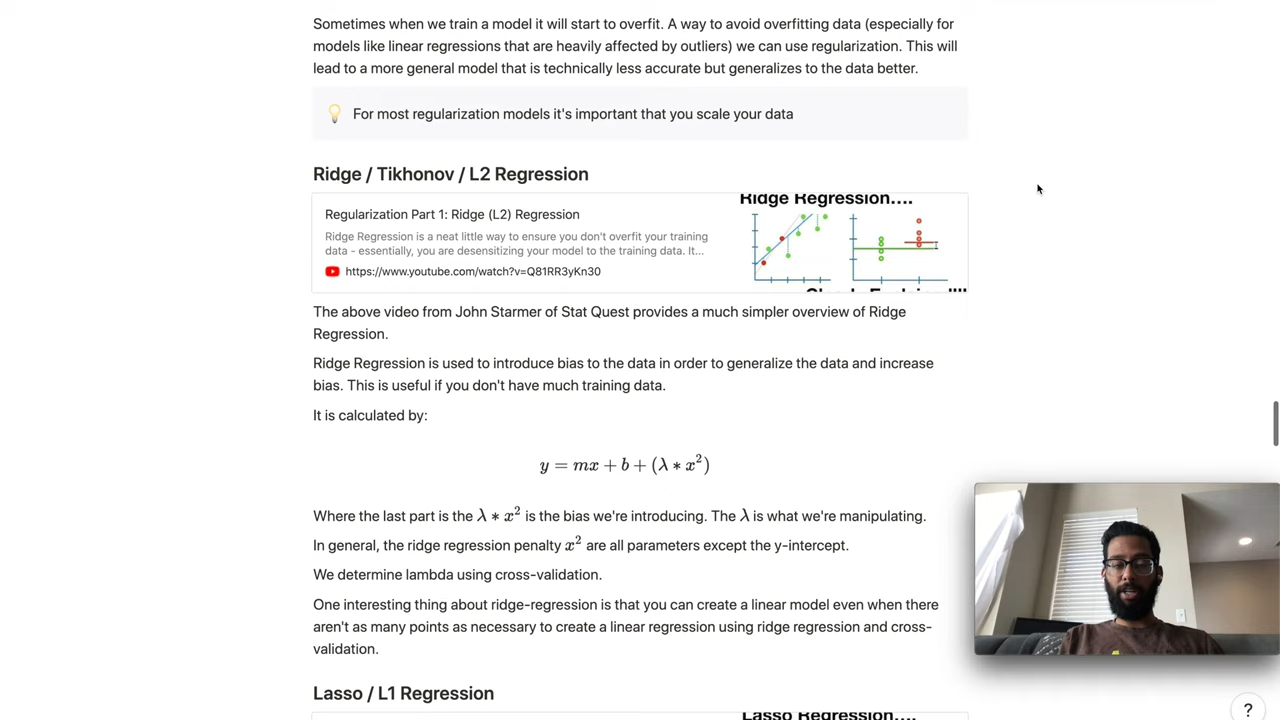 Sometimes when we train a model it will start to overfit. A way to avoid overfitting data (especially for
models like linear regressions that are heavily affected by outliers) we can use regularization. This will
lead to a more general model that is technically less accurate but generalizes to the data better.
💡 For most regularization models it's important that you scale your data
Ridge / Tikhonov / L2 Regression
Ridge Regression....
Regularization Part 1: Ridge (L2) Regression
Ridge Regression is a neat little way to ensure you don't overfit your training
data - essentially, you are desensitizing your model to the training data. It...
https://www.youtube.com/watch?v=Q81RR3yKn30
The above video from John Starmer of Stat Quest provides a much simpler overview of Ridge
Regression.
Ridge Regression is used to introduce bias to the data in order to generalize the data and increase
bias. This is useful if you don't have much training data.
It is calculated by:
y = mx + b + (λ ∗ x²)
Where the last part is the λ ∗ x² is the bias we're introducing. The λ is what we're manipulating.
In general, the ridge regression penalty x² are all parameters except the y-intercept.
We determine lambda using cross-validation.
One interesting thing about ridge-regression is that you can create a linear model even when there
aren't as many points as necessary to create a linear regression using ridge regression and cross-
validation.
Lasso / L1 Regression
Lasso Regression....
?